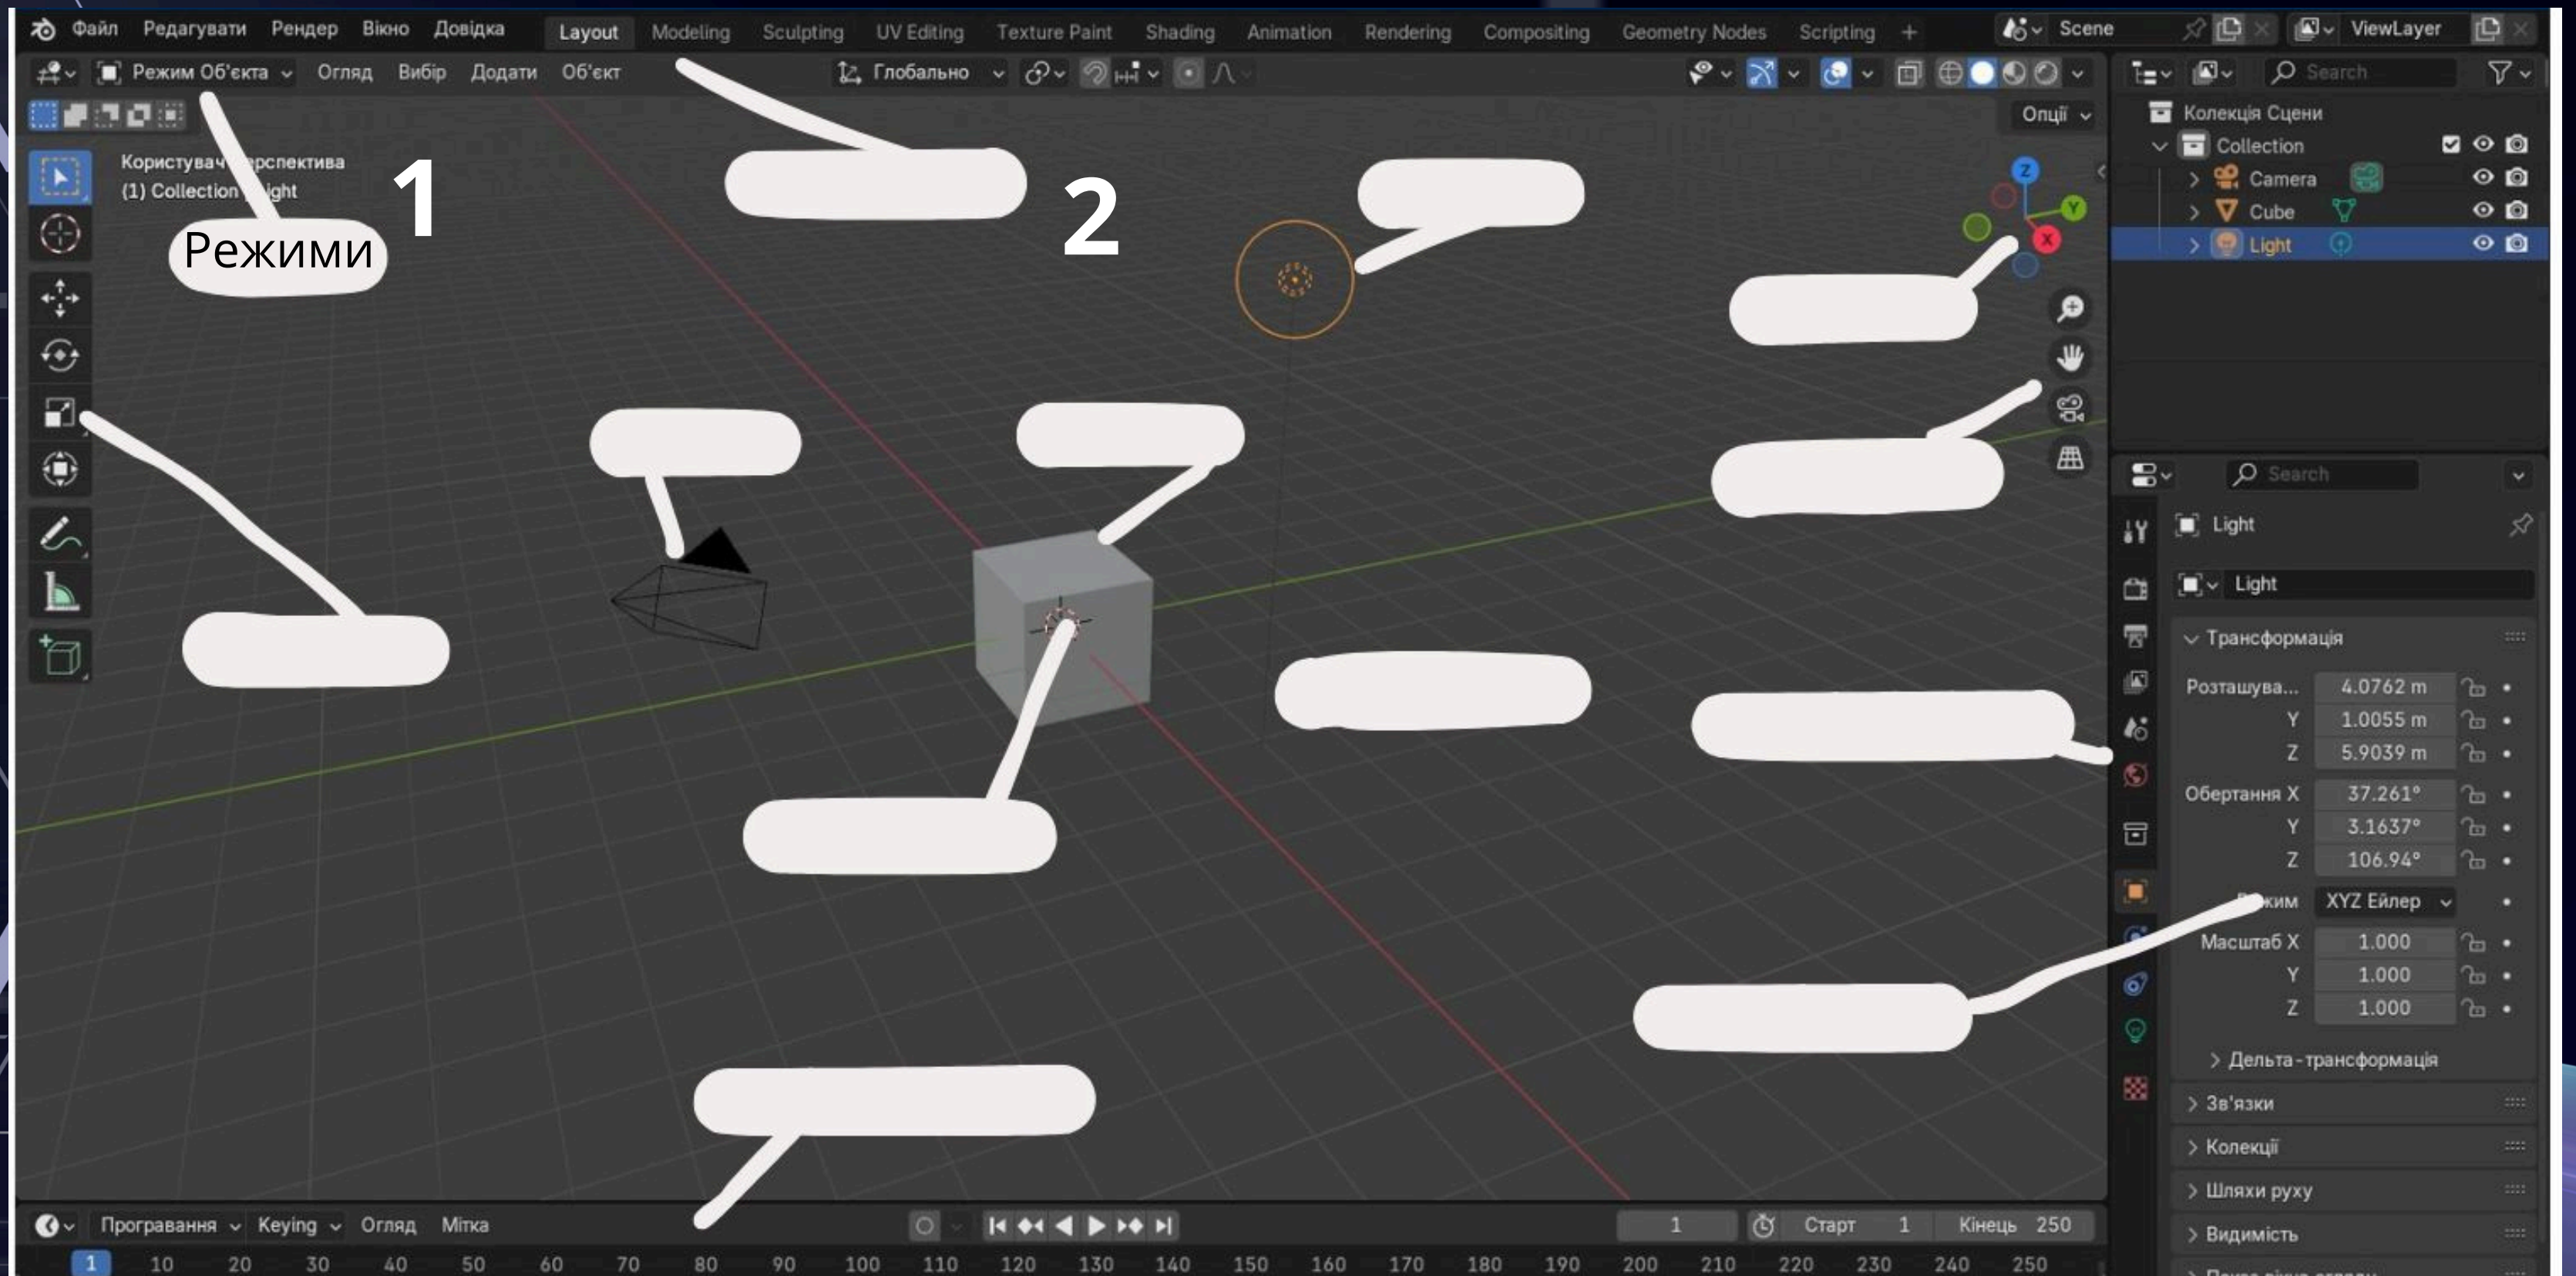 Файл Редагувати Рендер Вікно Довідка Layout Modeling Sculpting UV Editing Texture Paint Shading Animation Rendering Compositing Geometry Nodes Scripting + Scene ViewLayer
Режим Об'єкта Огляд Вибір Додати Об'єкт Глобально Search
Опції
Колекція Сцени
Collection
Camera
Cube
Light
Користувач
(1) Collection
1
2
Режими
Z
Y
X
Search
Light
Light
Трансформація
Розташува... 4.0762 m
Y 1.0055 m
Z 5.9039 m
Обертання X 37.261°
Y 3.1637°
Z 106.94°
XYZ Ейлер
Масштаб X 1.000
Y 1.000
Z 1.000
Дельта-трансформація
Зв'язки
Колекції
Шляхи руху
Видимість
Програвання Keying Огляд Мітка 1 Старт 1 Кінець 250
1 10 20 30 40 50 60 70 80 90 100 110 120 130 140 150 160 170 180 190 200 210 220 230 240 250